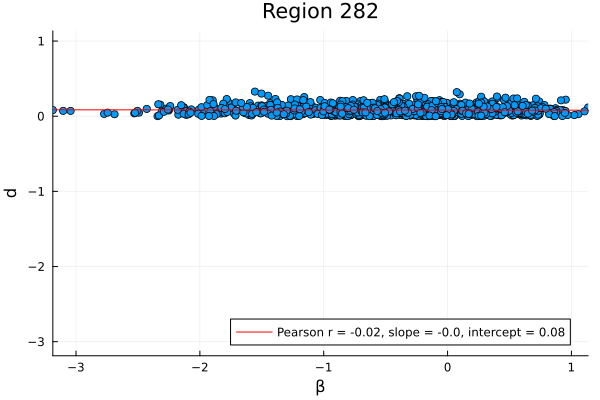 Region 282
1
0
−1
−2
−3
d
Pearson r = -0.02, slope = -0.0, intercept = 0.08
−3 −2 −1 0 1
β